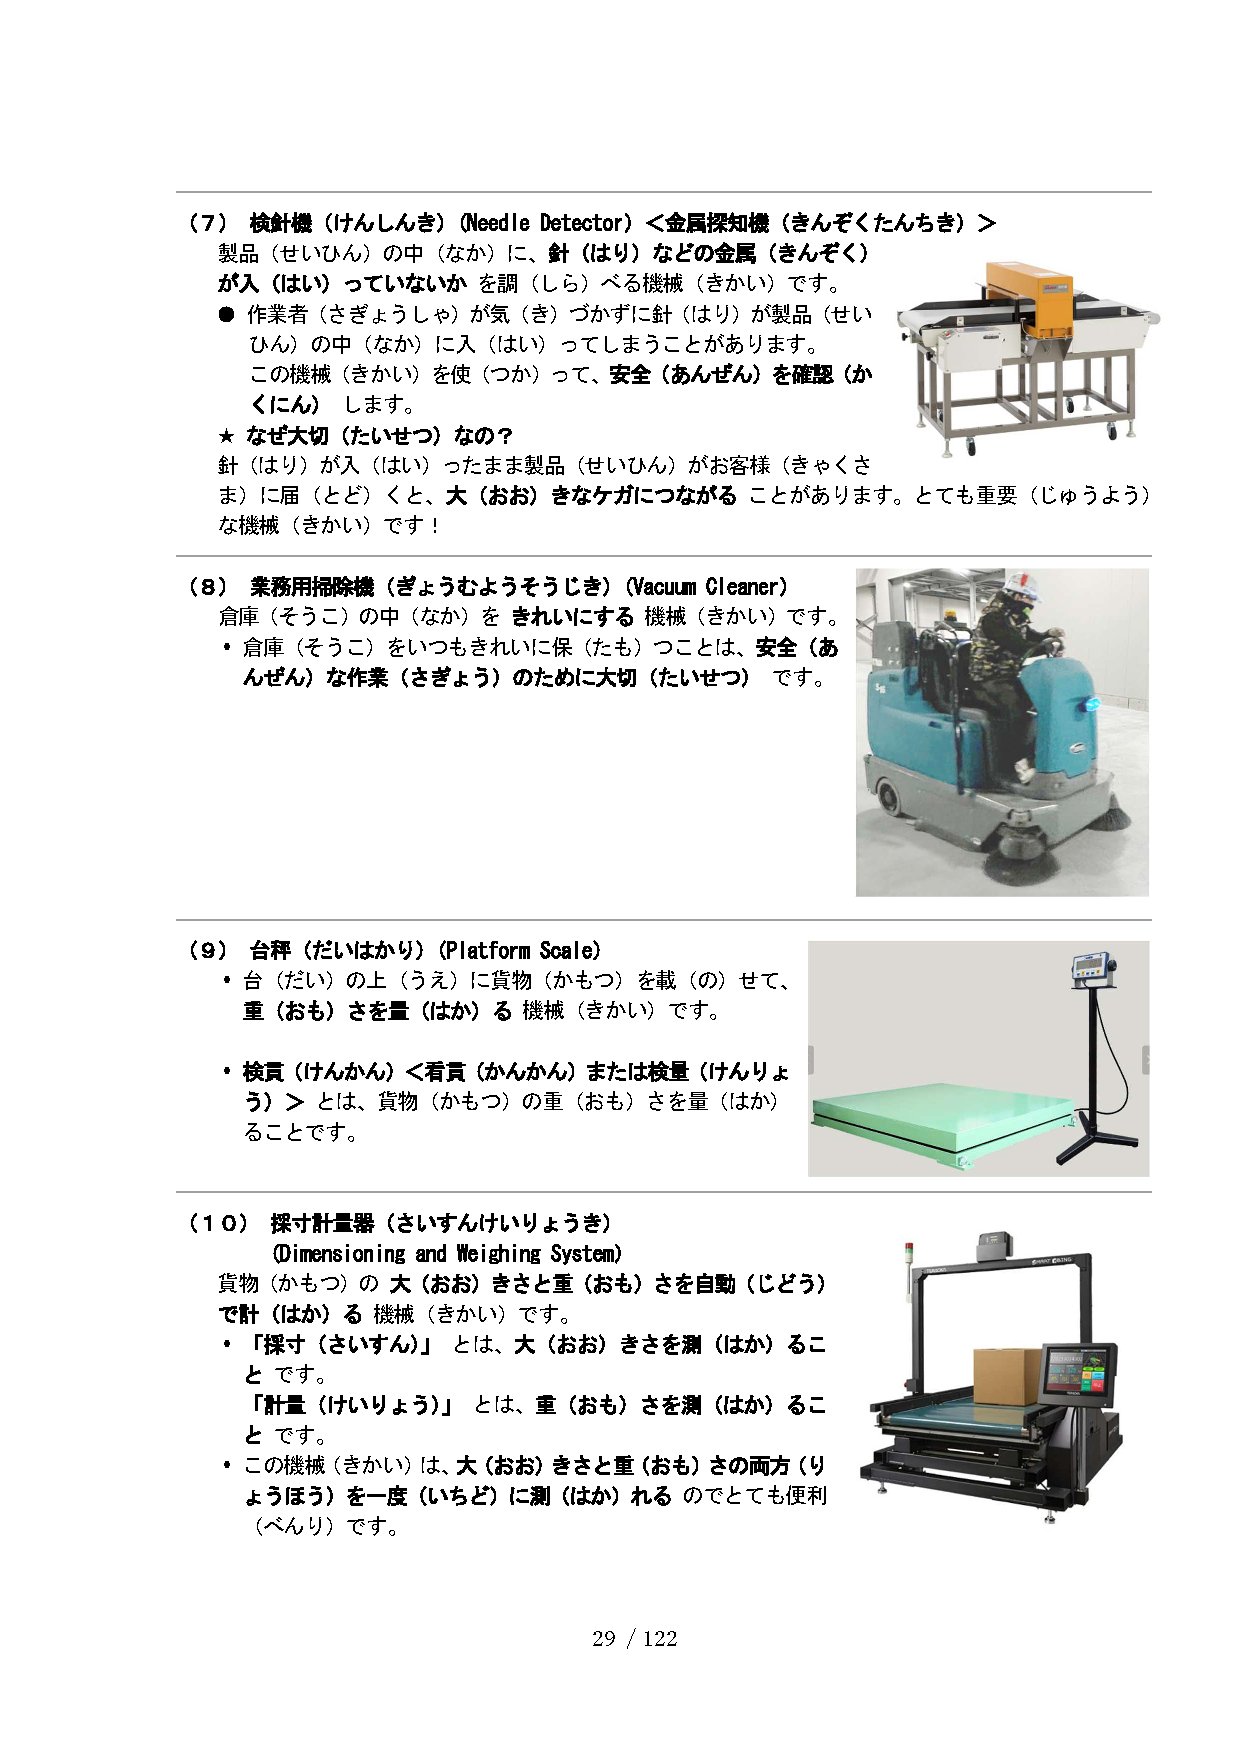 （７） 検針機（けんしんき）(Needle Detector）＜金属探知機（きんぞくたんちき）＞
製品（せいひん）の中（なか）に、針（はり）などの金属（きんぞく）
が入（はい）っていないか を調（しら）べる機械（きかい）です。
● 作業者（さぎょうしゃ）が気（き）づかずに針（はり）が製品（せい
ひん）の中（なか）に入（はい）ってしまうことがあります。
この機械（きかい）を使（つか）って、安全（あんぜん）を確認（か
くにん） します。
★ なぜ大切（たいせつ）なの？
針（はり）が入（はい）ったまま製品（せいひん）がお客様（きゃくさ
ま）に届（とど）くと、大（おお）きなケガにつながる ことがあります。とても重要（じゅうよう）
な機械（きかい）です！
（８） 業務用掃除機（ぎょうむようそうじき）(Vacuum Cleaner）
倉庫（そうこ）の中（なか）を きれいにする 機械（きかい）です。
・ 倉庫（そうこ）をいつもきれいに保（たも）つことは、安全（あ
んぜん）な作業（さぎょう）のために大切（たいせつ） です。
S-16
（９） 台秤（だいはかり）(Platform Scale)
・ 台（だい）の上（うえ）に貨物（かもつ）を載（の）せて、
重（おも）さを量（はか）る 機械（きかい）です。
・ 検貫（けんかん）＜看貫（かんかん）または検量（けんりょ
う）＞ とは、貨物（かもつ）の重（おも）さを量（はか）
ることです。
（１０） 採寸計量器（さいすんけいりょうき）
(Dimensioning and Weighing System)
貨物（かもつ）の 大（おお）きさと重（おも）さを自動（じどう）
で計（はか）る 機械（きかい）です。
・ 「採寸（さいすん）」 とは、大（おお）きさを測（はか）るこ
と です。
「計量（けいりょう）」 とは、重（おも）さを測（はか）るこ
と です。
・ この機械（きかい）は、大（おお）きさと重（おも）さの両方（り
ょうほう）を一度（いちど）に測（はか）れる のでとても便利
（べんり）です。
29 / 122